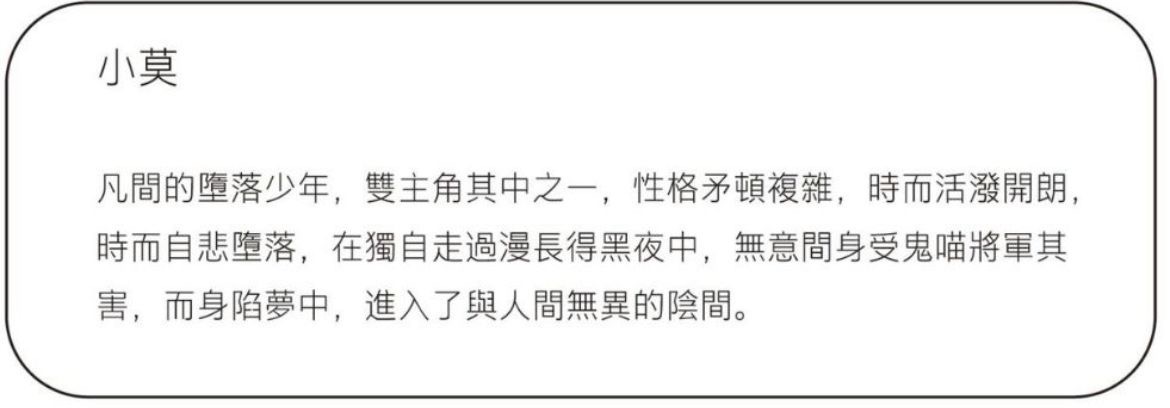 小莫
凡間的墮落少年，雙主角其中之一，性格矛頓複雜，時而活潑開朗，
時而自悲墮落，在獨自走過漫長得黑夜中，無意間身受鬼喵將軍其
害，而身陷夢中，進入了與人間無異的陰間。